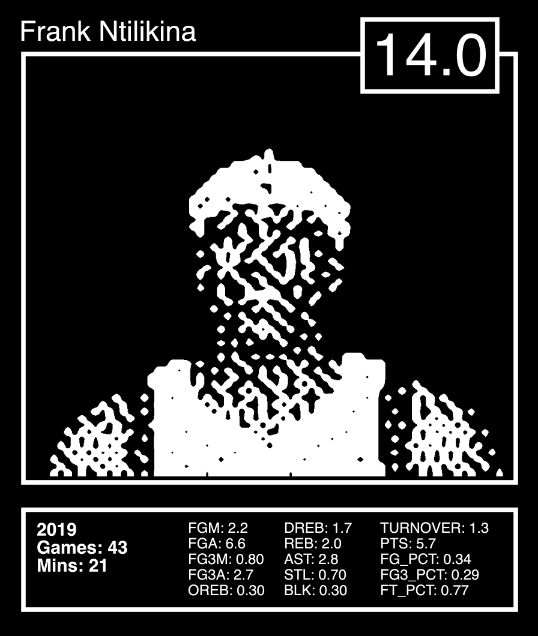 Frank Ntilikina
14.0
2019
Games: 43
Mins: 21
FGM: 2.2
FGA: 6.6
FG3M: 0.80
FG3A: 2.7
OREB: 0.30
DREB: 1.7
REB: 2.0
AST: 2.8
STL: 0.70
BLK: 0.30
TURNOVER: 1.3
PTS: 5.7
FG_PCT: 0.34
FG3_PCT: 0.29
FT_PCT: 0.77